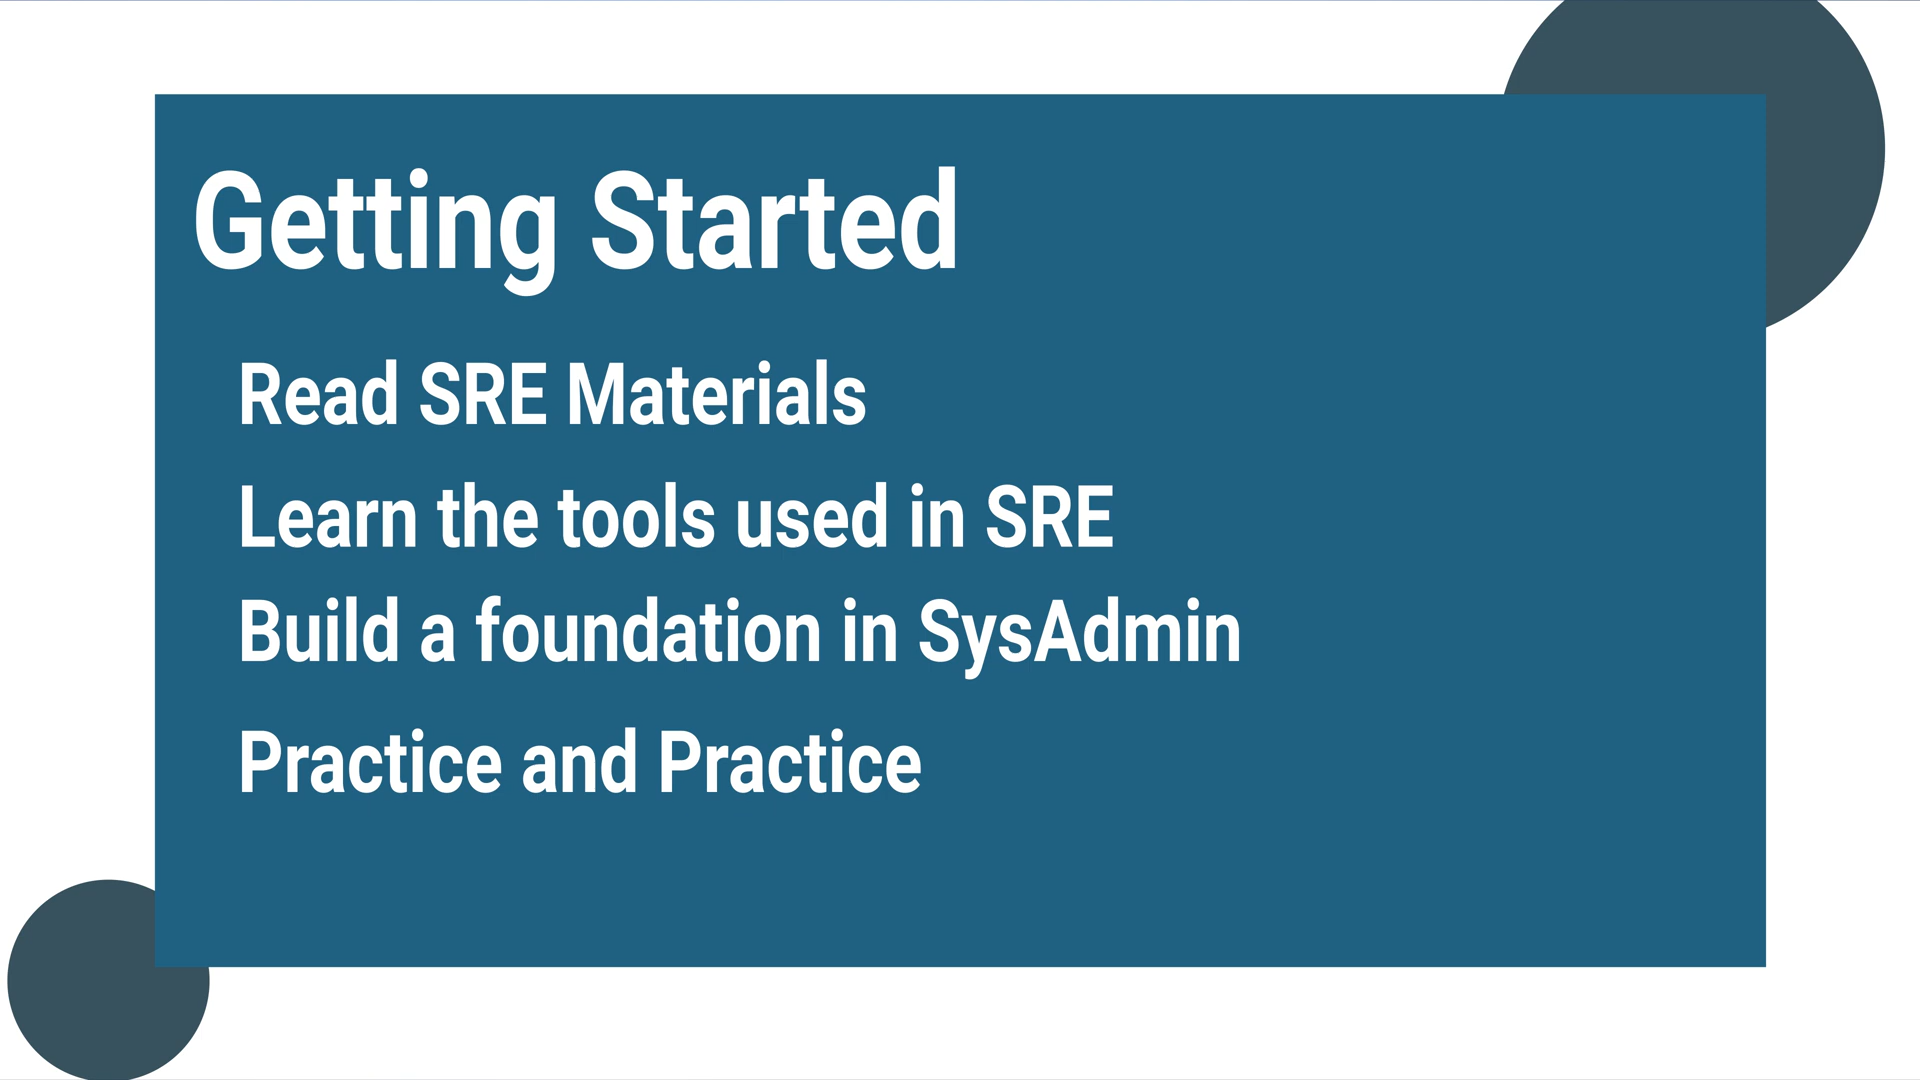 Getting Started
Read SRE Materials
Learn the tools used in SRE
Build a foundation in SysAdmin
Practice and Practice